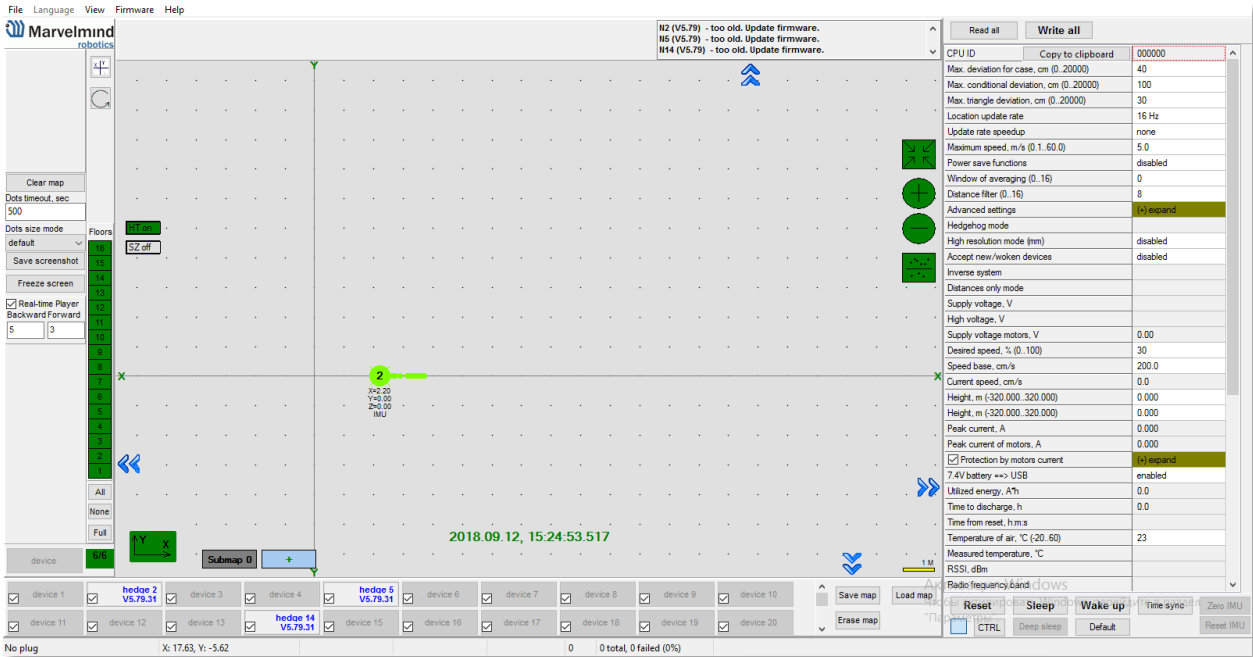 File Language View Firmware Help
Marvelmind
robotics
N2 (V5.79) - too old. Update firmware.
N5 (V5.79) - too old. Update firmware.
N14 (V5.79) - too old. Update firmware.
Clear map
Dots timeout, sec
500
Dots size mode
default
Save screenshot
Freeze screen
Real-time Player
Backward Forward
5 3
Floors
16
15
14
13
12
11
10
9
8
7
6
5
4
3
2
1
All
None
Full
6/6
device
X Y
Y
HT on
SZ off
X
X
2
X=2.20
Y=0.00
Z=0.00
IMU
2018.09.12, 15:24:53.517
Y X
Submap 0 +
Y
1 M
Read all Write all
CPU ID Copy to clipboard 000000
Max. deviation for case, cm (0..20000) 40
Max. conditional deviation, cm (0..20000) 100
Max. triangle deviation, cm (0..20000) 30
Location update rate 16 Hz
Update rate speedup none
Maximum speed, m/s (0.1..60.0) 5.0
Power save functions disabled
Window of averaging (0..16) 0
Distance filter (0..16) 8
Advanced settings (+) expand
Hedgehog mode
High resolution mode (mm) disabled
Accept new/woken devices disabled
Inverse system
Distances only mode
Supply voltage, V
High voltage, V
Supply voltage motors, V 0.00
Desired speed, % (0..100) 30
Speed base, cm/s 200.0
Current speed, cm/s 0.0
Height, m (-320.000..320.000) 0.000
Height, m (-320.000..320.000) 0.000
Peak current, A 0.000
Peak current of motors, A 0.000
Protection by motors current (+) expand
7.4V battery ==> USB enabled
Utilized energy, A*h 0.0
Time to discharge, h 0.0
Time from reset, h:m:s
Temperature of air, °C (-20..60) 23
Measured temperature, °C
RSSI, dBm
Radio frequency band
device 1 hedge 2 V5.79.31 device 3 device 4 hedge 5 V5.79.31 device 6 device 7 device 8 device 9 device 10
device 11 device 12 device 13 hedge 14 V5.79.31 device 15 device 16 device 17 device 18 device 19 device 20
Save map Load map
Erase map
Reset Sleep Wake up Time sync Zero IMU
CTRL Deep sleep Default Reset IMU
No plug X: 17.63, Y: -5.62 0 0 total, 0 failed (0%)